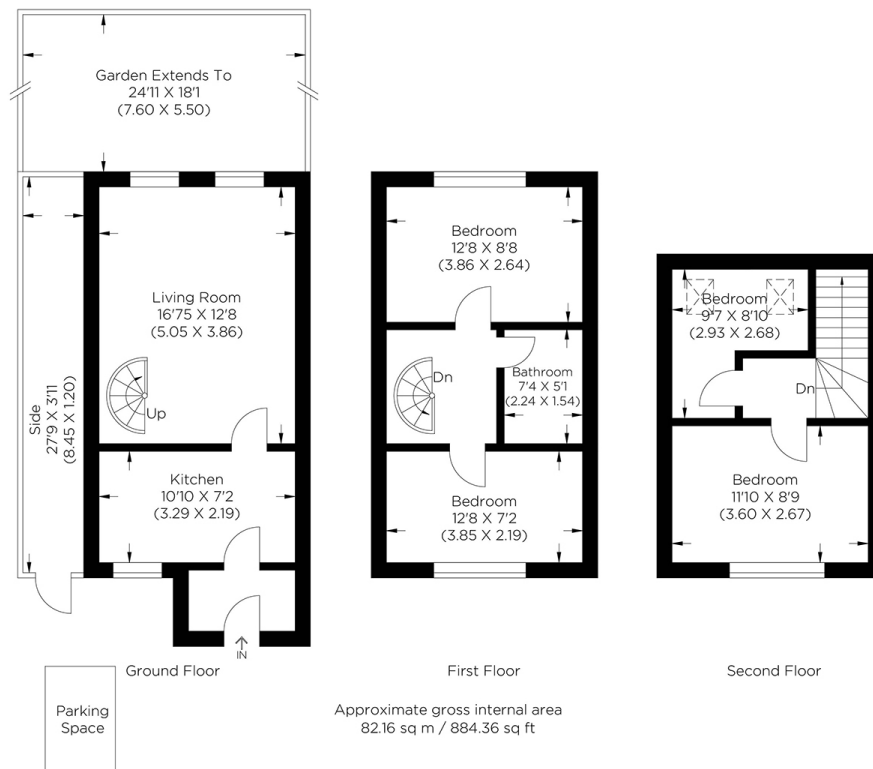 Garden Extends To
24'11 X 18'1
(7.60 X 5.50)
Living Room
16'75 X 12'8
(5.05 X 3.86)
Up
Side
27'9 X 3'11
(8.45 X 1.20)
Kitchen
10'10 X 7'2
(3.29 X 2.19)
IN
Ground Floor
Parking
Space
Bedroom
12'8 X 8'8
(3.86 X 2.64)
Dn
Bathroom
7'4 X 5'1
(2.24 X 1.54)
Bedroom
12'8 X 7'2
(3.85 X 2.19)
First Floor
Bedroom
9'7 X 8'10
(2.93 X 2.68)
Dn
Bedroom
11'10 X 8'9
(3.60 X 2.67)
Second Floor
Approximate gross internal area
82.16 sq m / 884.36 sq ft